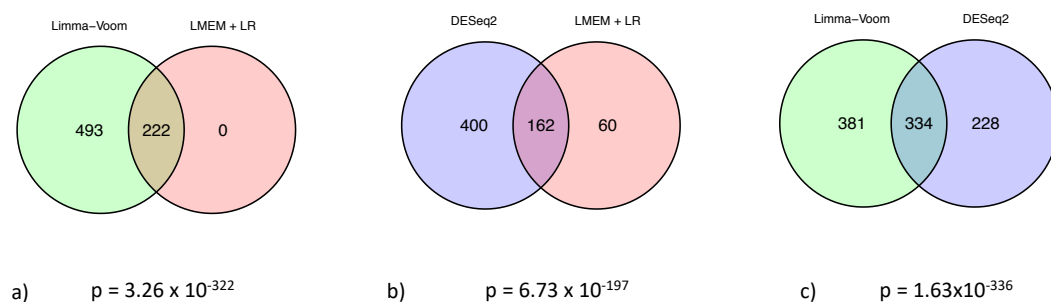 Limma-Voom LMEM + LR
493 222 0
a) p = 3.26 x 10-322
DESeq2 LMEM + LR
400 162 60
b) p = 6.73 x 10-197
Limma-Voom DESeq2
381 334 228
c) p = 1.63x10-336